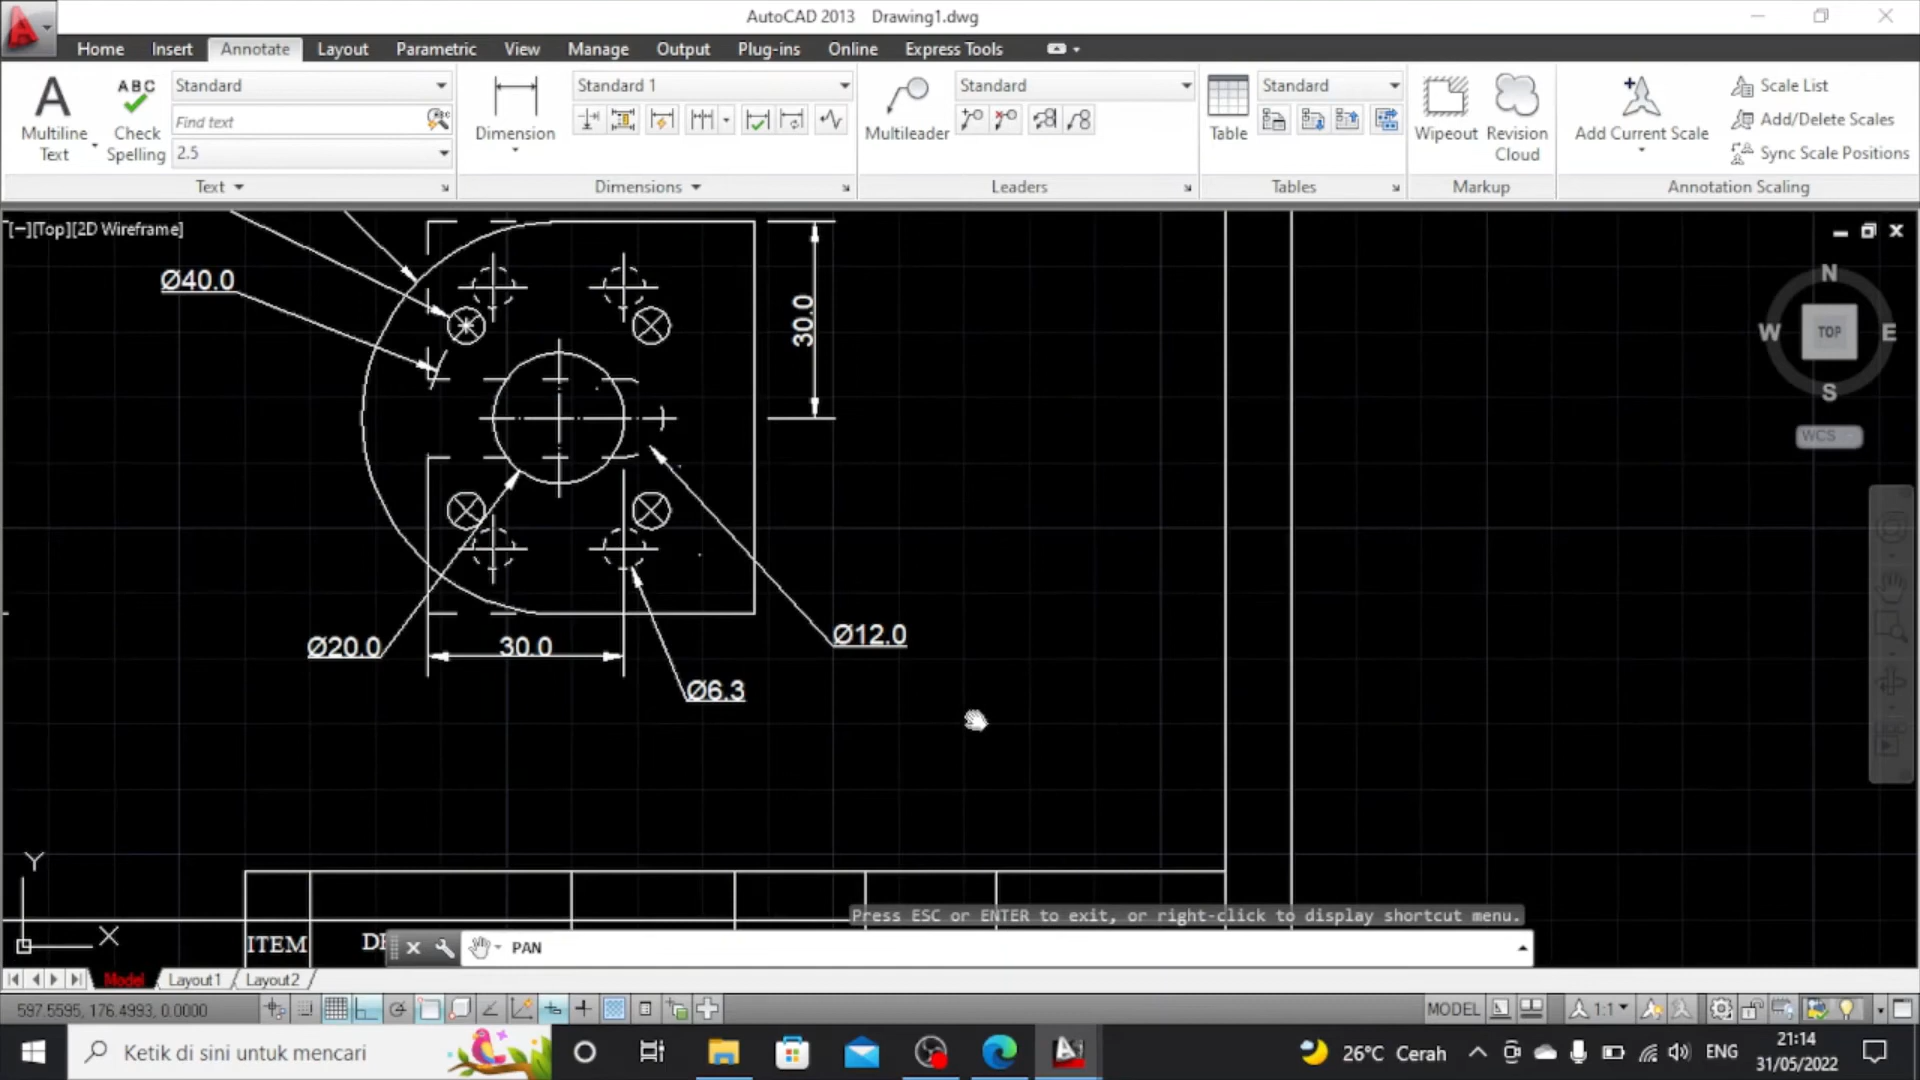 AutoCAD 2013 Drawing1.dwg
Home Insert Annotate Layout Parametric View Manage Output Plug-ins Online Express Tools
Multiline Text
ABC
Check Spelling
Standard
Find text
2.5
Text
Dimension
Standard 1
Dimensions
Multileader
Standard
Leaders
Table
Standard
Tables
Wipeout
Revision Cloud
Markup
Add Current Scale
Scale List
Add/Delete Scales
Sync Scale Positions
Annotation Scaling
[−][Top][2D Wireframe]
N
W TOP E
S
WCS
Ø40.0
30.0
Ø20.0
30.0
Ø12.0
Ø6.3
Y
X
ITEM
Press ESC or ENTER to exit, or right-click to display shortcut menu.
PAN
Model Layout1 Layout2
597.5595, 176.4993, 0.0000
MODEL 1:1
Ketik di sini untuk mencari
26°C Cerah
ENG
21:14
31/05/2022